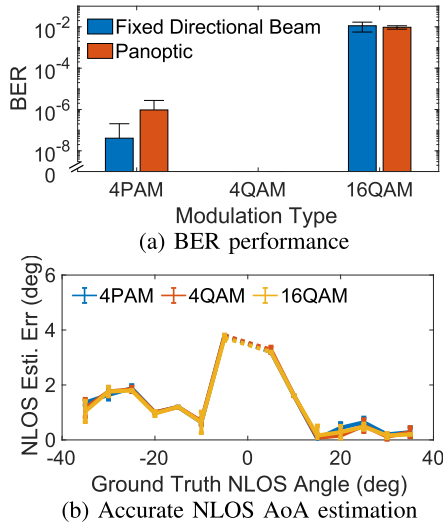 BER
10^-2
10^-4
10^-6
10^-8
0
Fixed Directional Beam
Panoptic
4PAM 4QAM 16QAM
Modulation Type
(a) BER performance
NLOS Esti. Err (deg)
6
4
2
0
4PAM 4QAM 16QAM
-40 -20 0 20 40
Ground Truth NLOS Angle (deg)
(b) Accurate NLOS AoA estimation